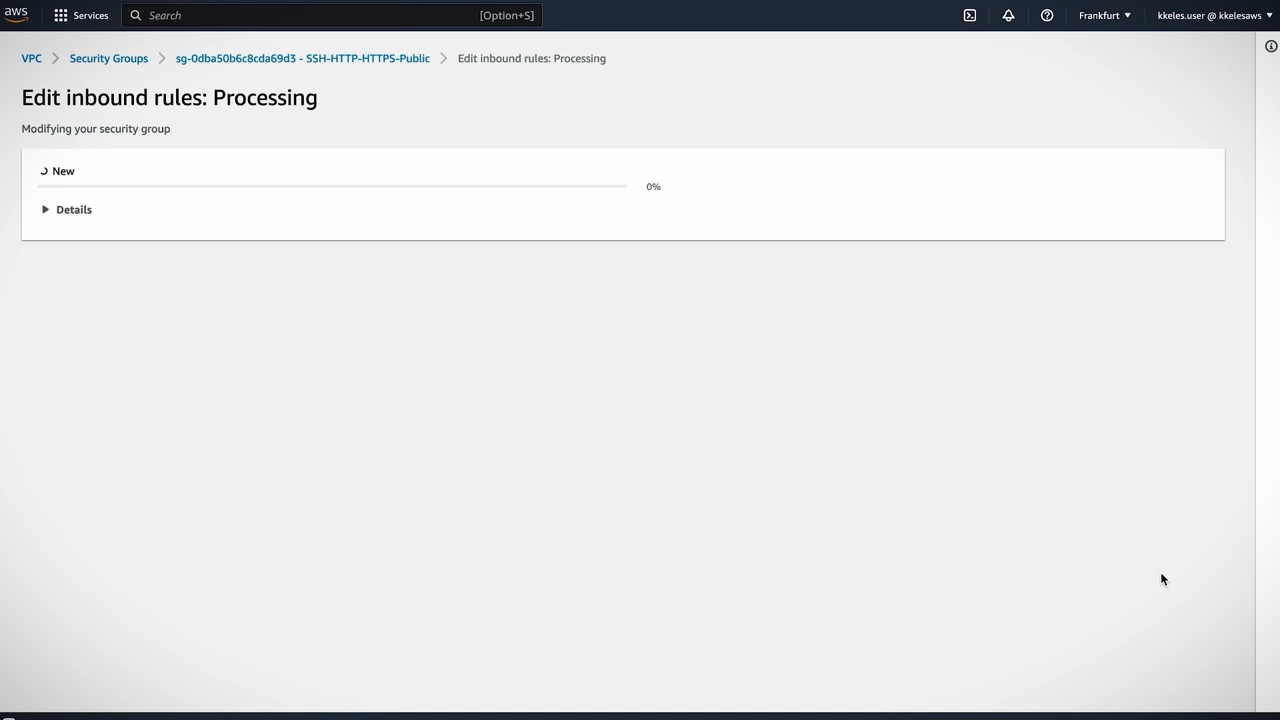 aws Services Search [Option+S] Frankfurt kkeles.user @ kkelesaws
VPC Security Groups sg-0dba50b6c8cda69d3 - SSH-HTTP-HTTPS-Public Edit inbound rules: Processing
Edit inbound rules: Processing
Modifying your security group
New
0%
Details